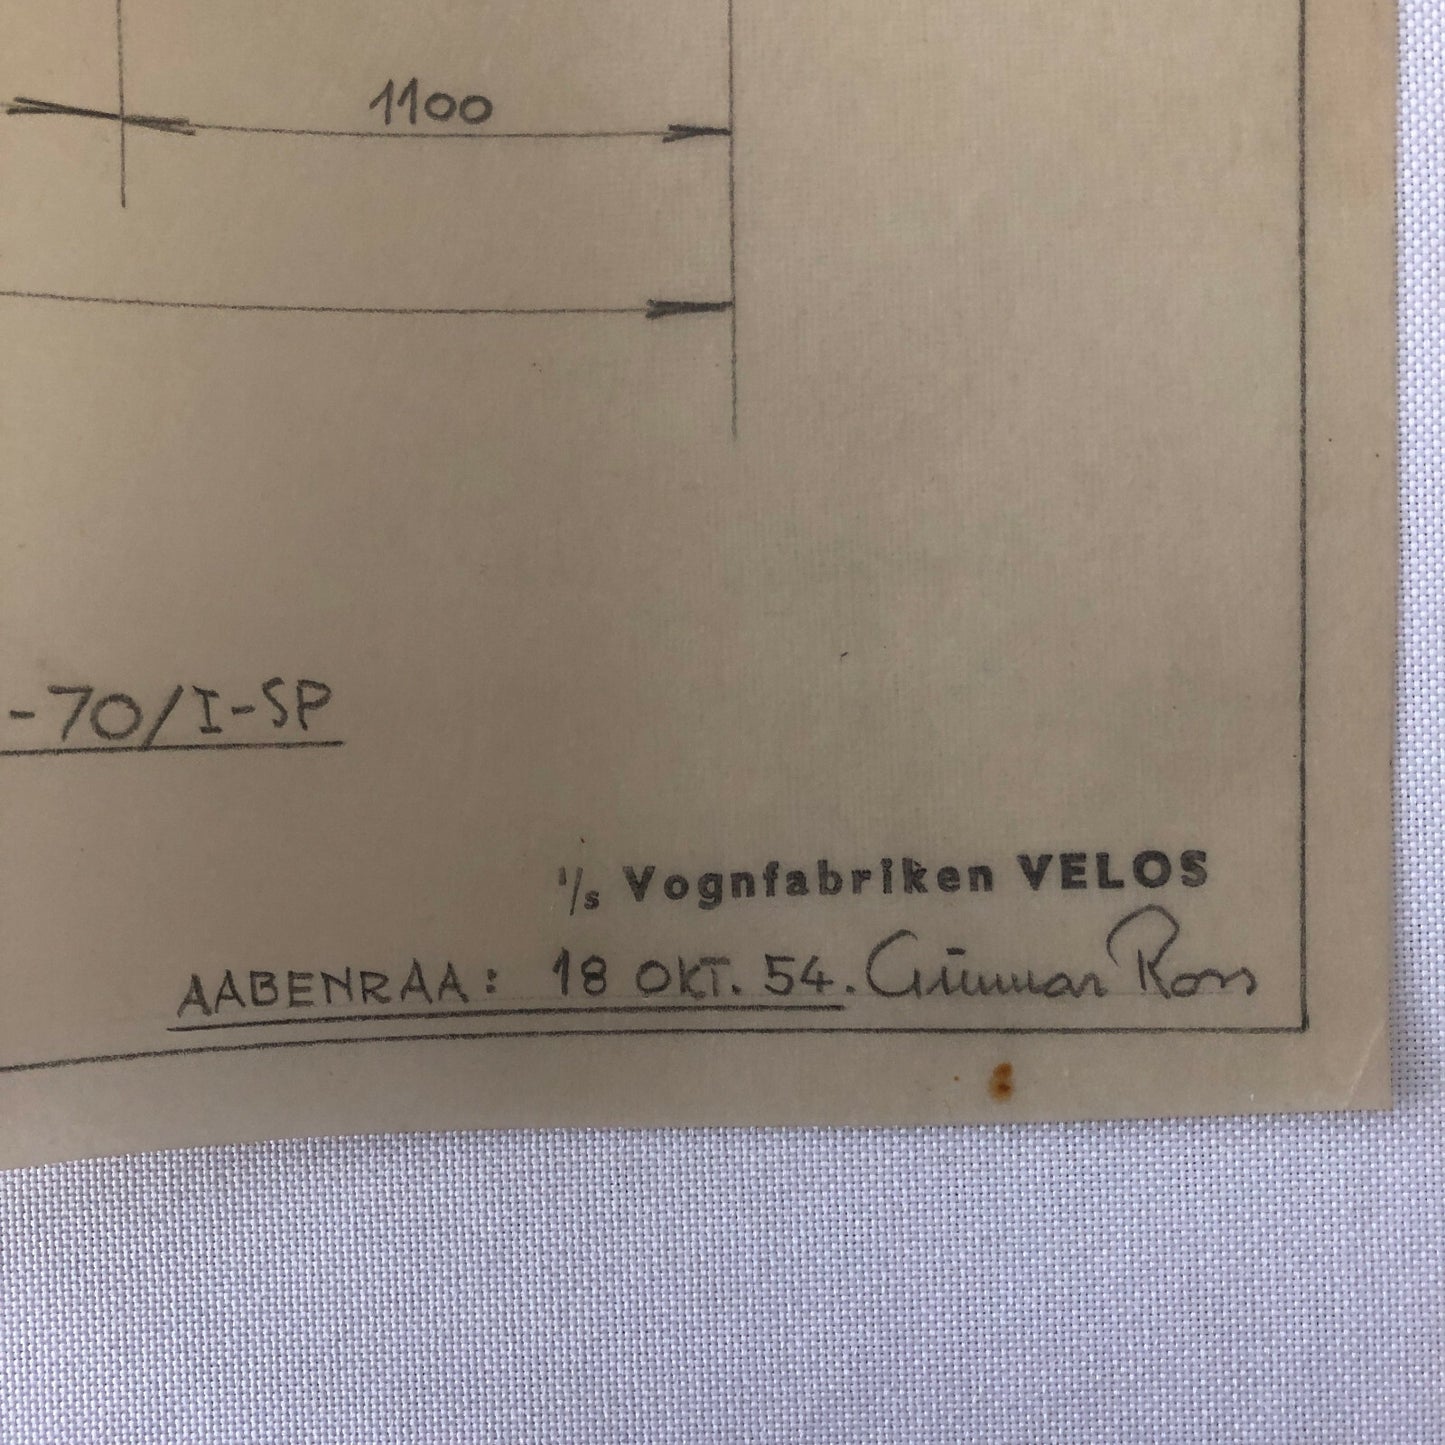 1100
-70/I-SP
I/S Vognfabriken VELOS
AABENRAA: 18 OKT. 54. Gunnar Ross